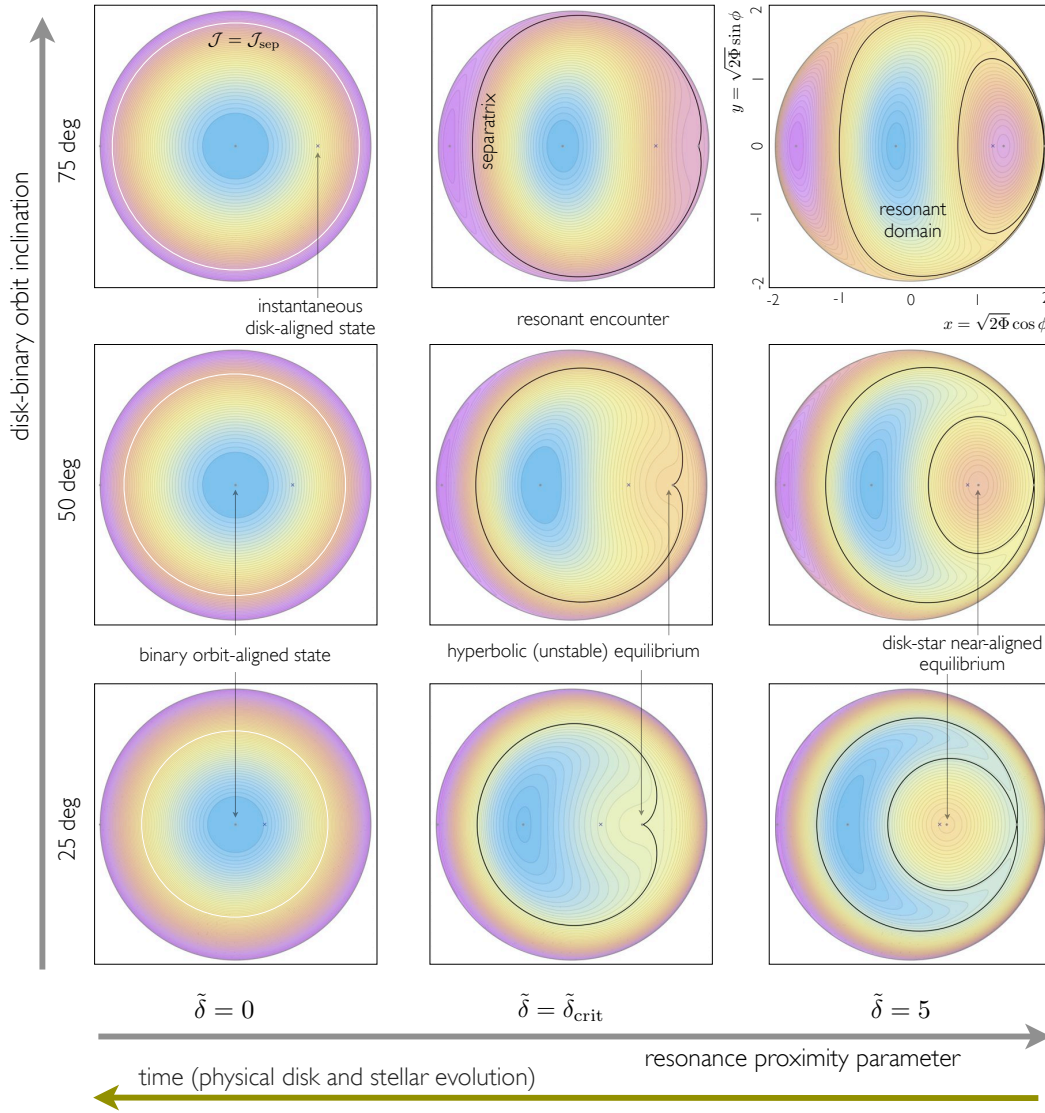 disk-binary orbit inclination
75 deg
𝒥 = 𝒥sep
instantaneous
disk-aligned state
separatrix
resonant encounter
y = √2Φ sin ϕ
2
1
0
-1
-2
resonant
domain
-2 -1 0 1 2
x = √2Φ cos ϕ
50 deg
binary orbit-aligned state
hyperbolic (unstable) equilibrium
disk-star near-aligned
equilibrium
25 deg
δ̃ = 0
δ̃ = δ̃crit
δ̃ = 5
resonance proximity parameter
time (physical disk and stellar evolution)